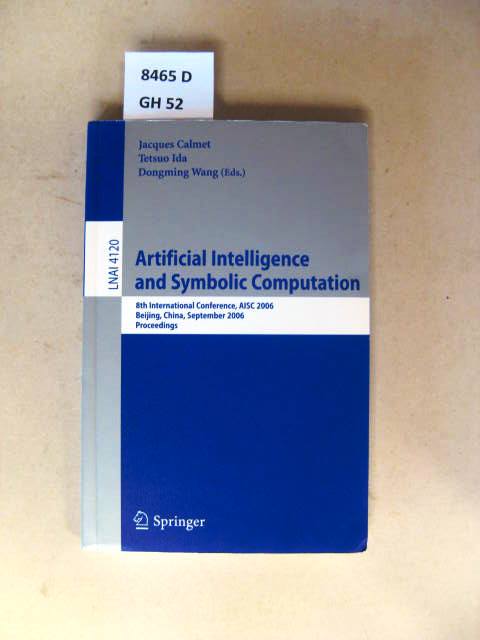 8465 D
GH 52
Jacques Calmet
Tetsuo Ida
Dongming Wang (Eds.)
LNAI 4120
Artificial Intelligence
and Symbolic Computation
8th International Conference, AISC 2006
Beijing, China, September 2006
Proceedings
Springer